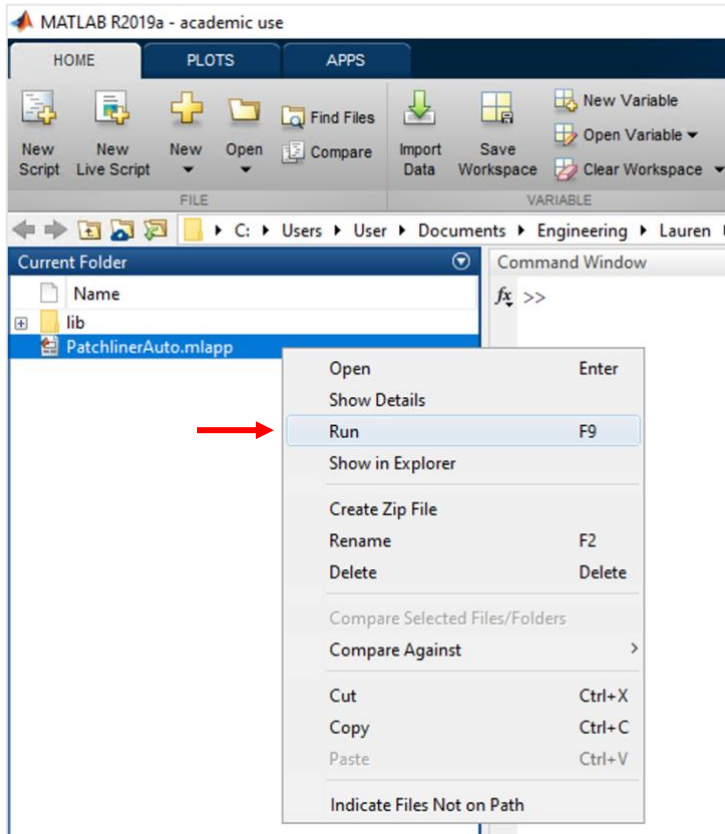 MATLAB R2019a - academic use
HOME PLOTS APPS
New Script
New Live Script
New
Open
Find Files
Compare
Import Data
Save Workspace
New Variable
Open Variable
Clear Workspace
FILE VARIABLE
C: Users User Documents Engineering Lauren
Current Folder
Name
lib
PatchlinerAuto.mlapp
Command Window
fx >>
Open Enter
Show Details
Run F9
Show in Explorer
Create Zip File
Rename F2
Delete Delete
Compare Selected Files/Folders
Compare Against >
Cut Ctrl+X
Copy Ctrl+C
Paste Ctrl+V
Indicate Files Not on Path